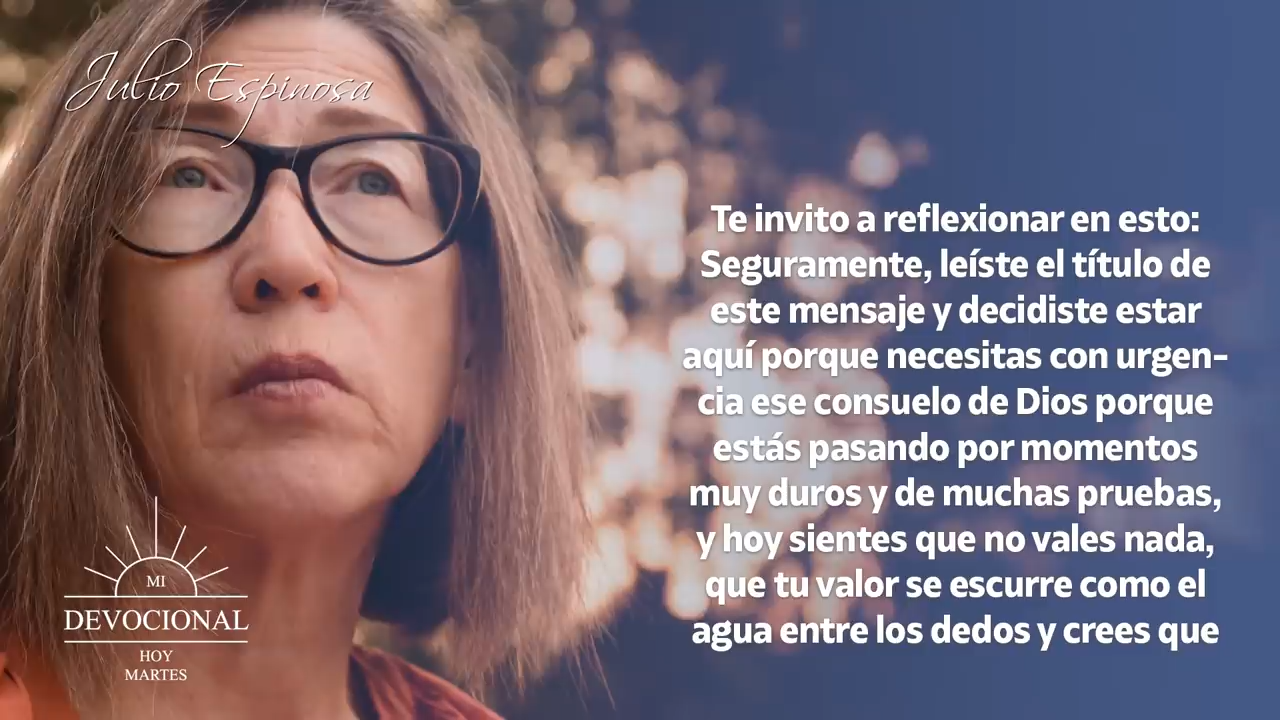 Julio Espinosa
Te invito a reflexionar en esto:
Seguramente, leíste el título de
este mensaje y decidiste estar
aquí porque necesitas con urgen-
cia ese consuelo de Dios porque
estás pasando por momentos
muy duros y de muchas pruebas,
y hoy sientes que no vales nada,
que tu valor se escurre como el
agua entre los dedos y crees que
MI
DEVOCIONAL
HOY
MARTES